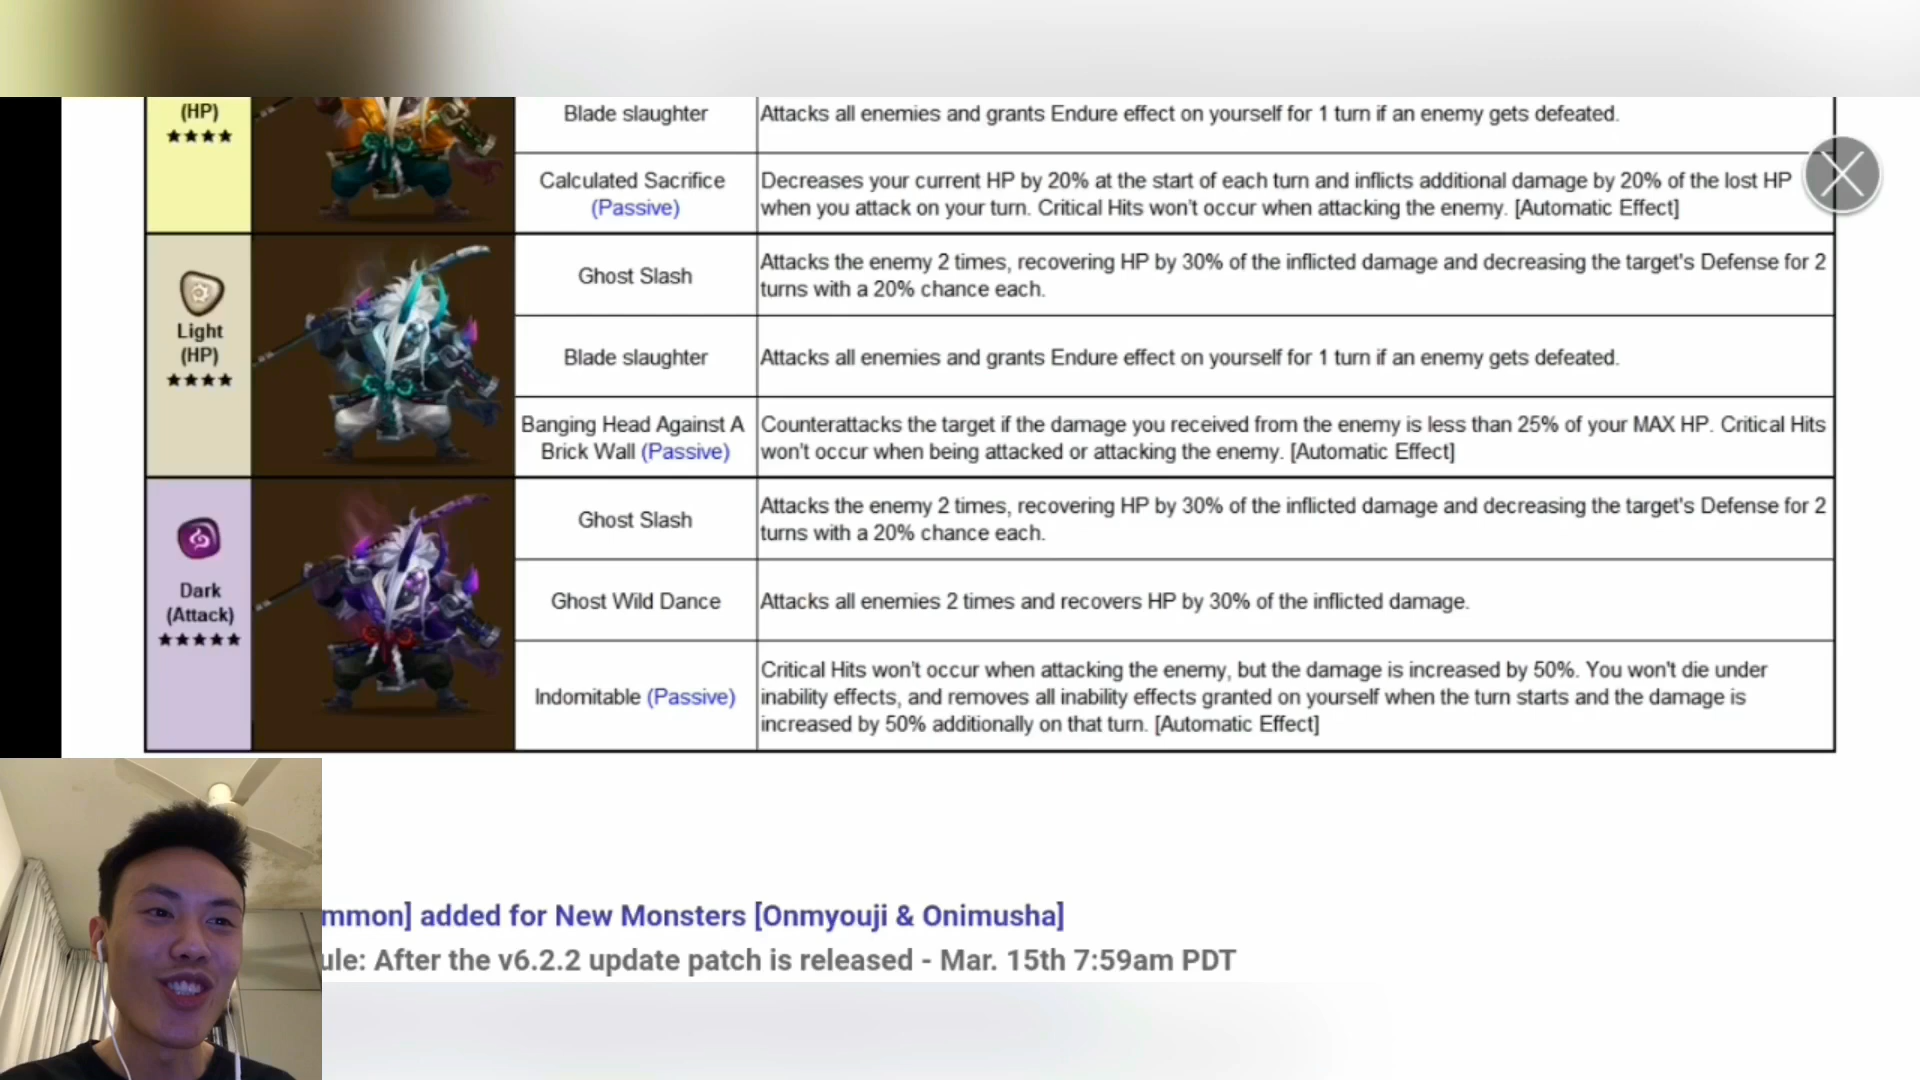 (HP)
★★★★
Blade slaughter
Attacks all enemies and grants Endure effect on yourself for 1 turn if an enemy gets defeated.
Calculated Sacrifice
(Passive)
Decreases your current HP by 20% at the start of each turn and inflicts additional damage by 20% of the lost HP
when you attack on your turn. Critical Hits won't occur when attacking the enemy. [Automatic Effect]
Light
(HP)
★★★★
Ghost Slash
Attacks the enemy 2 times, recovering HP by 30% of the inflicted damage and decreasing the target's Defense for 2
turns with a 20% chance each.
Blade slaughter
Attacks all enemies and grants Endure effect on yourself for 1 turn if an enemy gets defeated.
Banging Head Against A
Brick Wall (Passive)
Counterattacks the target if the damage you received from the enemy is less than 25% of your MAX HP. Critical Hits
won't occur when being attacked or attacking the enemy. [Automatic Effect]
Dark
(Attack)
★★★★★
Ghost Slash
Attacks the enemy 2 times, recovering HP by 30% of the inflicted damage and decreasing the target's Defense for 2
turns with a 20% chance each.
Ghost Wild Dance
Attacks all enemies 2 times and recovers HP by 30% of the inflicted damage.
Indomitable (Passive)
Critical Hits won't occur when attacking the enemy, but the damage is increased by 50%. You won't die under
inability effects, and removes all inability effects granted on yourself when the turn starts and the damage is
increased by 50% additionally on that turn. [Automatic Effect]
mmon] added for New Monsters [Onmyouji & Onimusha]
ule: After the v6.2.2 update patch is released - Mar. 15th 7:59am PDT